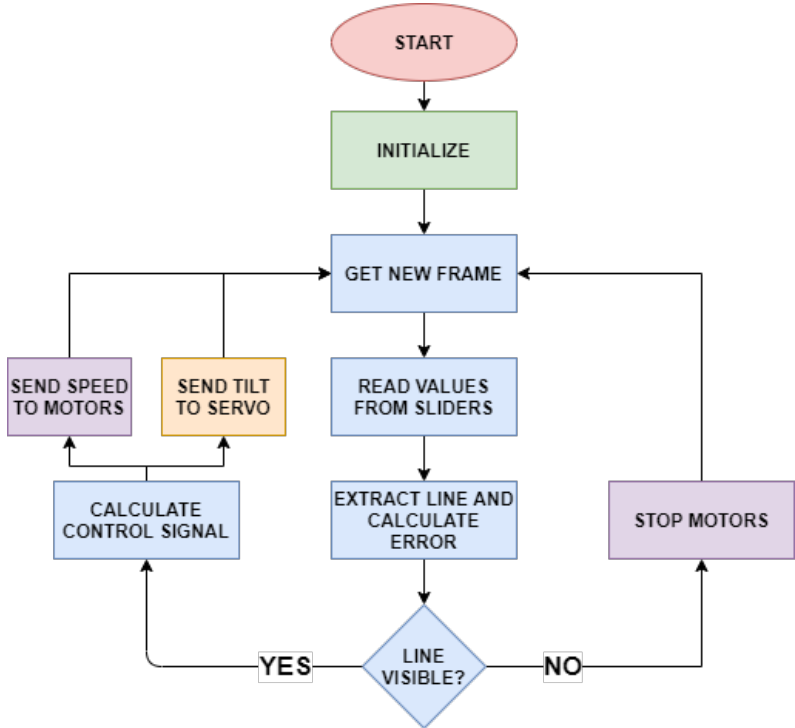 START
INITIALIZE
GET NEW FRAME
SEND SPEED
TO MOTORS
SEND TILT
TO SERVO
READ VALUES
FROM SLIDERS
CALCULATE
CONTROL SIGNAL
EXTRACT LINE AND
CALCULATE
ERROR
STOP MOTORS
YES
LINE
VISIBLE?
NO